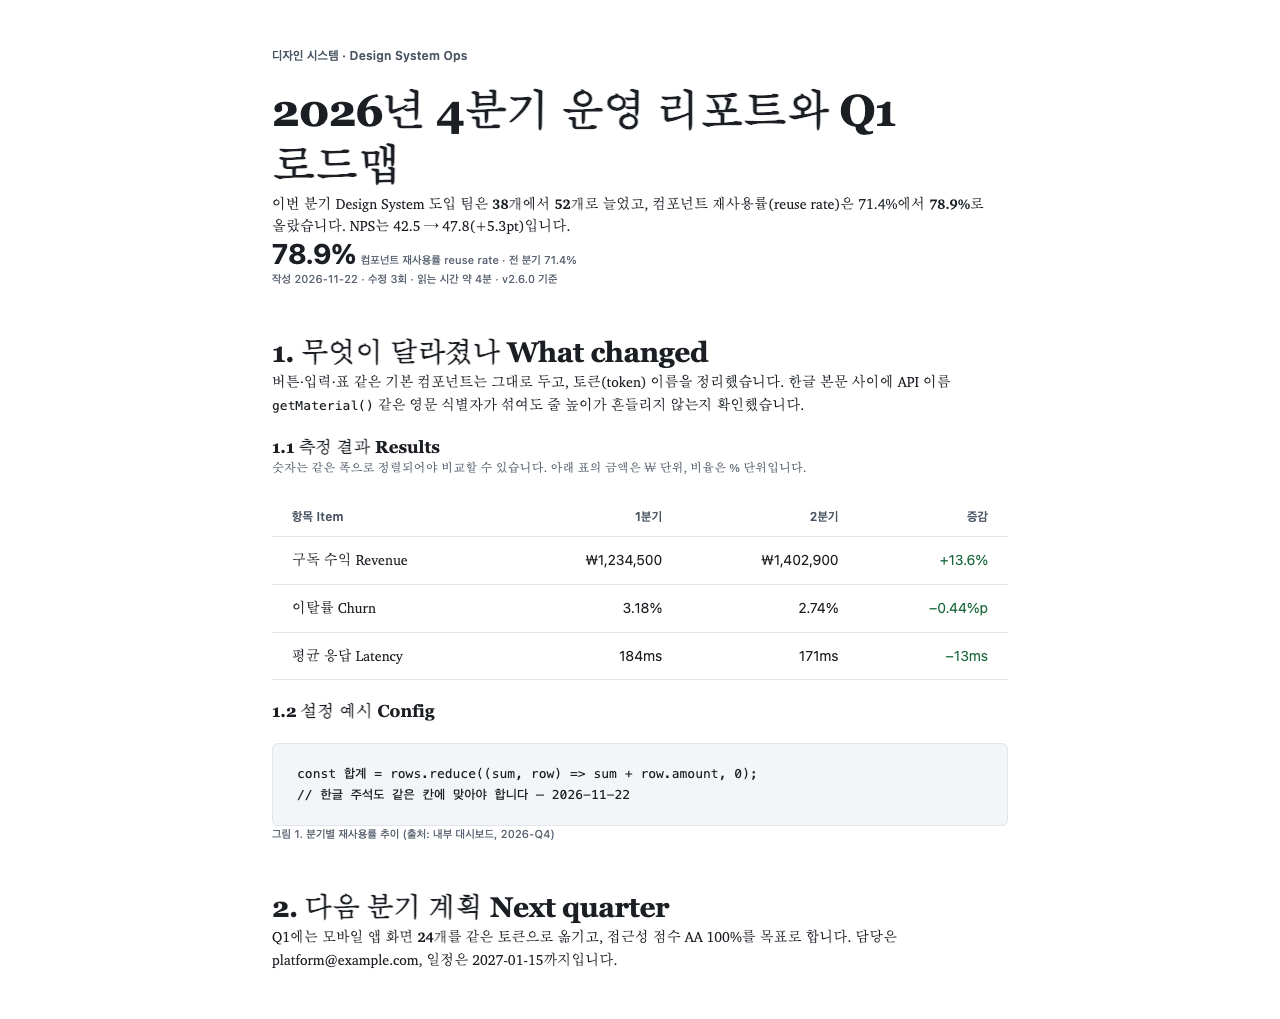 디자인 시스템 · Design System Ops
2026년 4분기 운영 리포트와 Q1
로드맵
이번 분기 Design System 도입 팀은 38개에서 52개로 늘었고, 컴포넌트 재사용률(reuse rate)은 71.4%에서 78.9%로
올랐습니다. NPS는 42.5 → 47.8(+5.3pt)입니다.
78.9% 컴포넌트 재사용률 reuse rate · 전 분기 71.4%
작성 2026-11-22 · 수정 3회 · 읽는 시간 약 4분 · v2.6.0 기준
1. 무엇이 달라졌나 What changed
버튼·입력·표 같은 기본 컴포넌트는 그대로 두고, 토큰(token) 이름을 정리했습니다. 한글 본문 사이에 API 이름
getMaterial() 같은 영문 식별자가 섞여도 줄 높이가 흔들리지 않는지 확인했습니다.
1.1 측정 결과 Results
숫자는 같은 폭으로 정렬되어야 비교할 수 있습니다. 아래 표의 금액은 ₩ 단위, 비율은 % 단위입니다.
항목 Item 1분기 2분기 증감
구독 수익 Revenue ₩1,234,500 ₩1,402,900 +13.6%
이탈률 Churn 3.18% 2.74% −0.44%p
평균 응답 Latency 184ms 171ms −13ms
1.2 설정 예시 Config
const 합계 = rows.reduce((sum, row) => sum + row.amount, 0);
// 한글 주석도 같은 칸에 맞아야 합니다 — 2026-11-22
그림 1. 분기별 재사용률 추이 (출처: 내부 대시보드, 2026-Q4)
2. 다음 분기 계획 Next quarter
Q1에는 모바일 앱 화면 24개를 같은 토큰으로 옮기고, 접근성 점수 AA 100%를 목표로 합니다. 담당은
platform@example.com, 일정은 2027-01-15까지입니다.